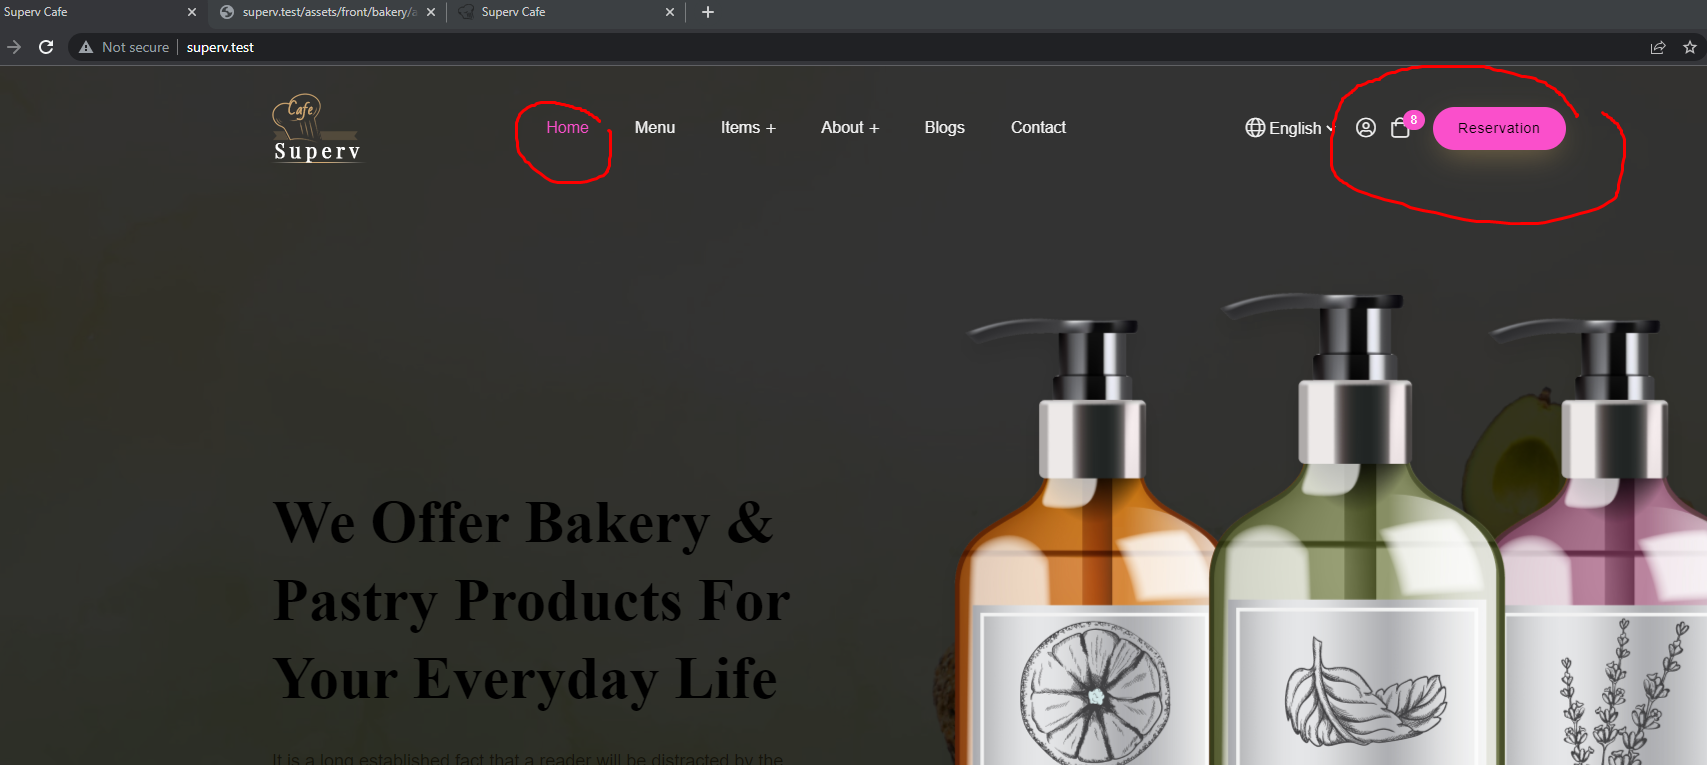 Superv Cafe
superv.test/assets/front/bakery/a
Superv Cafe
Not secure
superv.test
Cafe
Superv
Home
Menu
Items +
About +
Blogs
Contact
English
8
Reservation
We Offer Bakery &
Pastry Products For
Your Everyday Life
It is a long established fact that a reader will be distracted by the